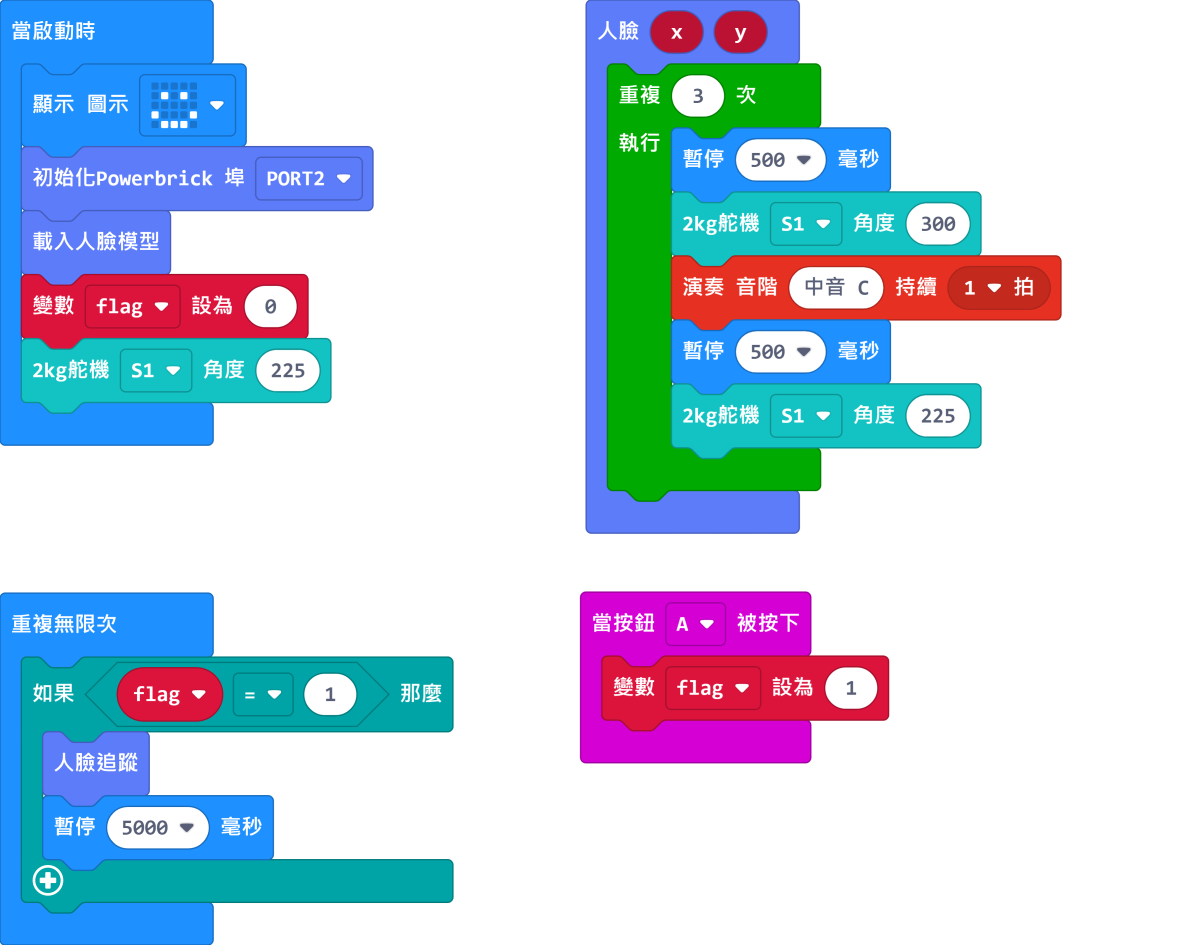 當啟動時
顯示 圖示
初始化Powerbrick 埠 PORT2
載入人臉模型
變數 flag 設為 0
2kg舵機 S1 角度 225
人臉 x y
重複 3 次
執行
暫停 500 毫秒
2kg舵機 S1 角度 300
演奏 音階 中音 C 持續 1 拍
暫停 500 毫秒
2kg舵機 S1 角度 225
重複無限次
如果 flag = 1 那麼
人臉追蹤
暫停 5000 毫秒
當按鈕 A 被按下
變數 flag 設為 1